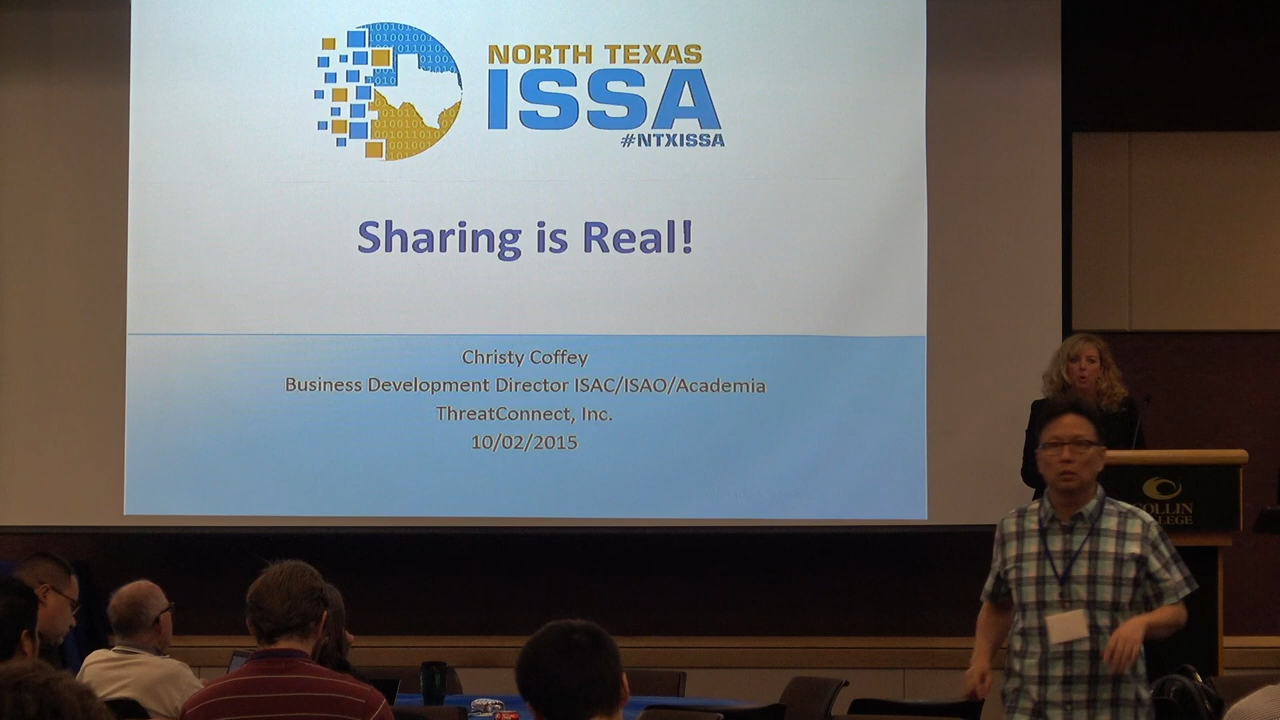 NORTH TEXAS
ISSA
#NTXISSA
Sharing is Real!
Christy Coffey
Business Development Director ISAC/ISAO/Academia
ThreatConnect, Inc.
10/02/2015
COLLIN